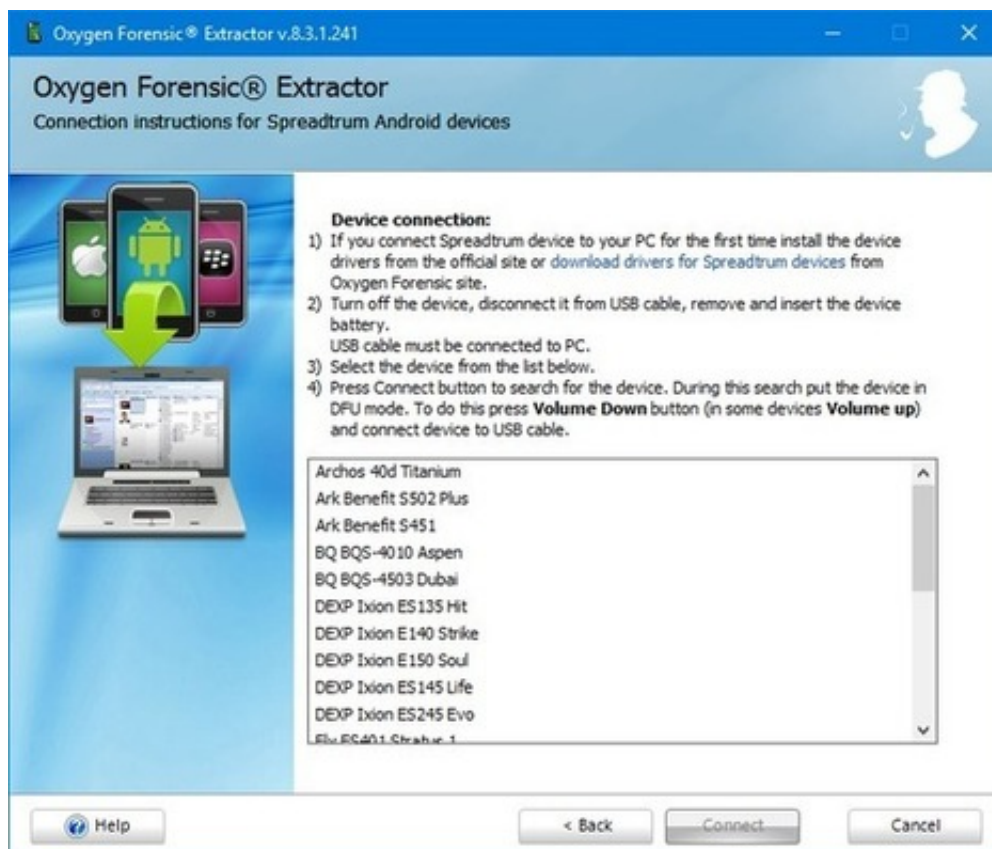 Oxygen Forensic® Extractor v.8.3.1.241
Oxygen Forensic® Extractor
Connection instructions for Spreadtrum Android devices
Device connection:
1) If you connect Spreadtrum device to your PC for the first time install the device
drivers from the official site or download drivers for Spreadtrum devices from
Oxygen Forensic site.
2) Turn off the device, disconnect it from USB cable, remove and insert the device
battery.
USB cable must be connected to PC.
3) Select the device from the list below.
4) Press Connect button to search for the device. During this search put the device in
DFU mode. To do this press Volume Down button (in some devices Volume up)
and connect device to USB cable.
Archos 40d Titanium
Ark Benefit S502 Plus
Ark Benefit S451
BQ BQS-4010 Aspen
BQ BQS-4503 Dubai
DEXP Ixion ES135 Hit
DEXP Ixion E140 Strike
DEXP Ixion E150 Soul
DEXP Ixion ES145 Life
DEXP Ixion ES245 Evo
Fly FS401 Stratus 1
Help
< Back
Connect
Cancel